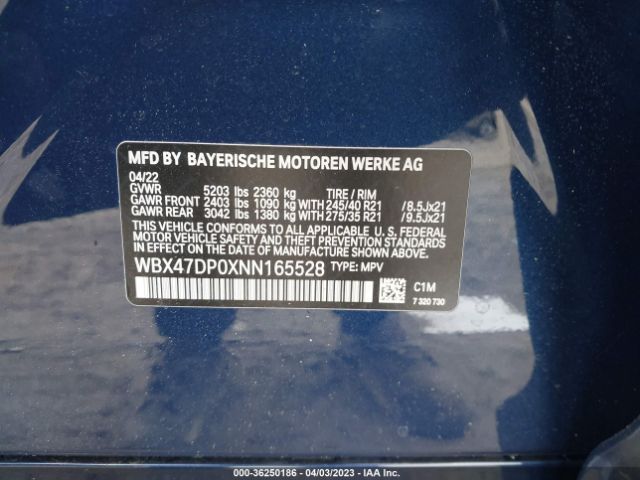 MFD BY BAYERISCHE MOTOREN WERKE AG
04/22
GVWR 5203 lbs 2360 kg TIRE / RIM
GAWR FRONT 2403 lbs 1090 kg WITH 245/40 R21 /8.5Jx21
GAWR REAR 3042 lbs 1380 kg WITH 275/35 R21 /9.5Jx21
THIS VEHICLE CONFORMS TO ALL APPLICABLE U. S. FEDERAL
MOTOR VEHICLE SAFETY, BUMPER, AND THEFT PREVENTION
STANDARDS IN EFFECT ON THE DATE OF MANUFACTURE SHOWN ABOVE.
WBX47DP0XNN165528 TYPE: MPV
C1M
7 320 730
000-36250186 - 04/03/2023 - IAA Inc.